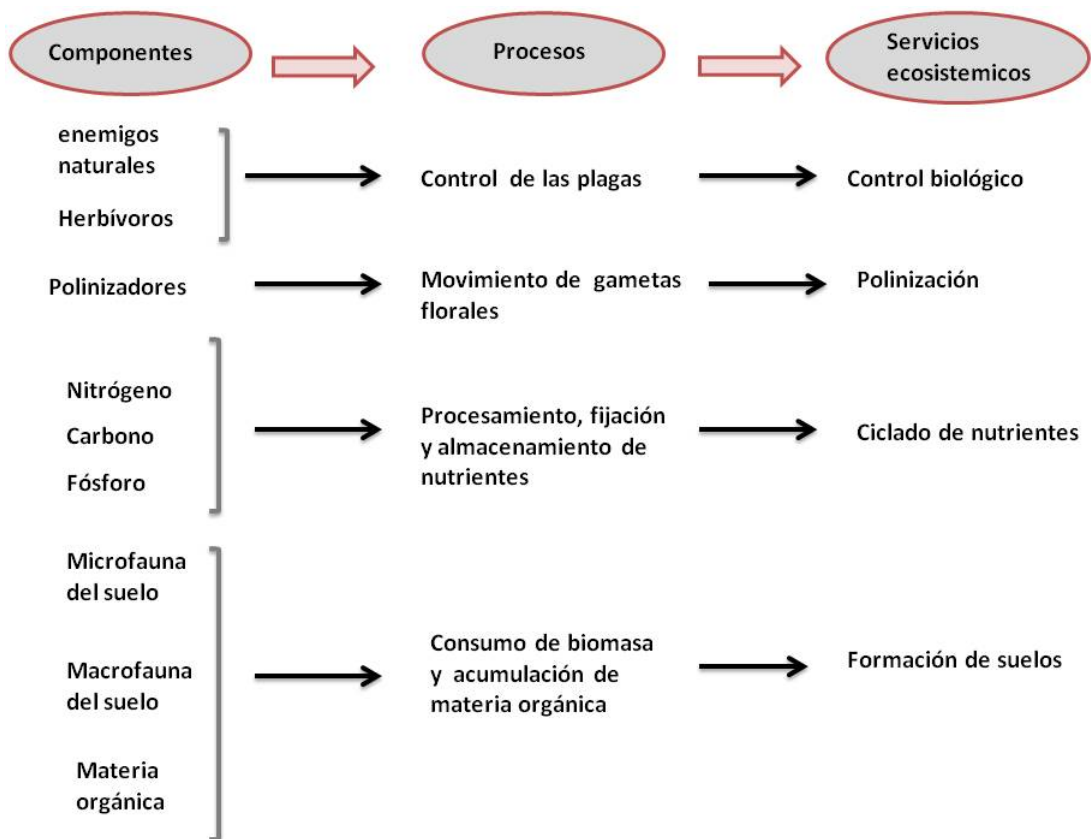 Componentes
Procesos
Servicios
ecosistemicos
enemigos
naturales
Herbívoros
Control de las plagas
Control biológico
Polinizadores
Movimiento de gametas
florales
Polinización
Nitrógeno
Carbono
Fósforo
Procesamiento, fijación
y almacenamiento de
nutrientes
Ciclado de nutrientes
Microfauna
del suelo
Macrofauna
del suelo
Materia
orgánica
Consumo de biomasa
y acumulación de
materia orgánica
Formación de suelos